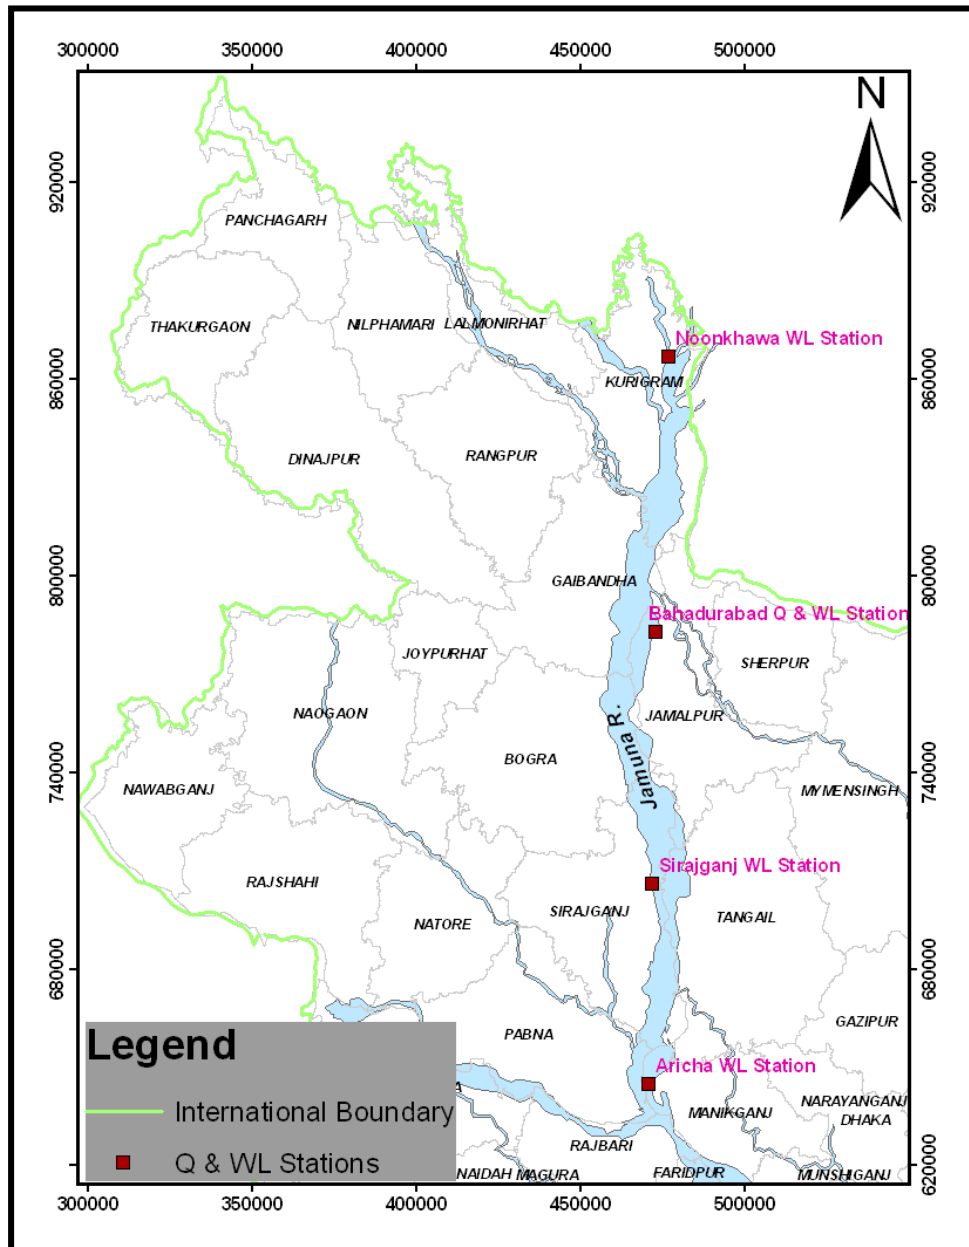 300000 350000 400000 450000 500000
N
920000 920000
PANCHAGARH
THAKURGAON
NILPHAMARI
LALMONIRHAT
Noonkhawa WL Station
860000 860000
KURIGRAM
DINAJPUR
RANGPUR
800000 800000
GAIBANDHA
Bahadurabad Q & WL Station
JOYPURHAT
SHERPUR
NAOGAON
JAMALPUR
Jamuna R.
BOGRA
740000 740000
NAWABGANJ
MYMENSINGH
Sirajganj WL Station
RAJSHAHI
SIRAJGANJ
TANGAIL
NATORE
680000 680000
GAZIPUR
PABNA
Legend
Aricha WL Station
A
International Boundary
MANIKGANJ
NARAYANGANJ
DHAKA
RAJBARI
Q & WL Stations
NAIDAH
MAGURA
FARIDPUR
MUNSHIGANJ
620000 620000
300000 350000 400000 450000 500000